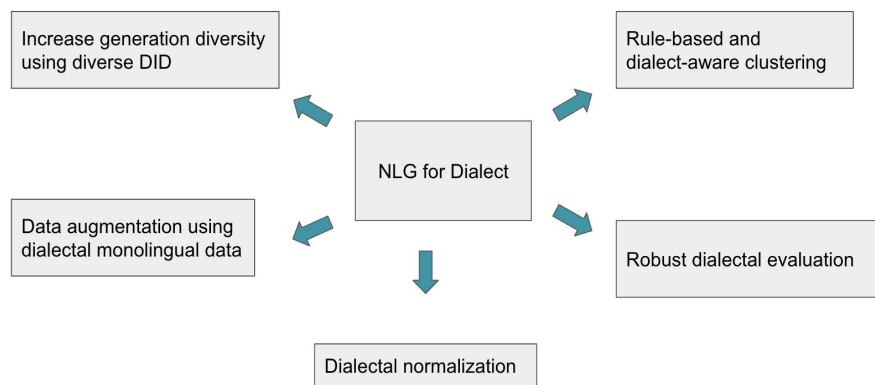 Increase generation diversity
using diverse DID
Rule-based and
dialect-aware clustering
NLG for Dialect
Data augmentation using
dialectal monolingual data
Robust dialectal evaluation
Dialectal normalization